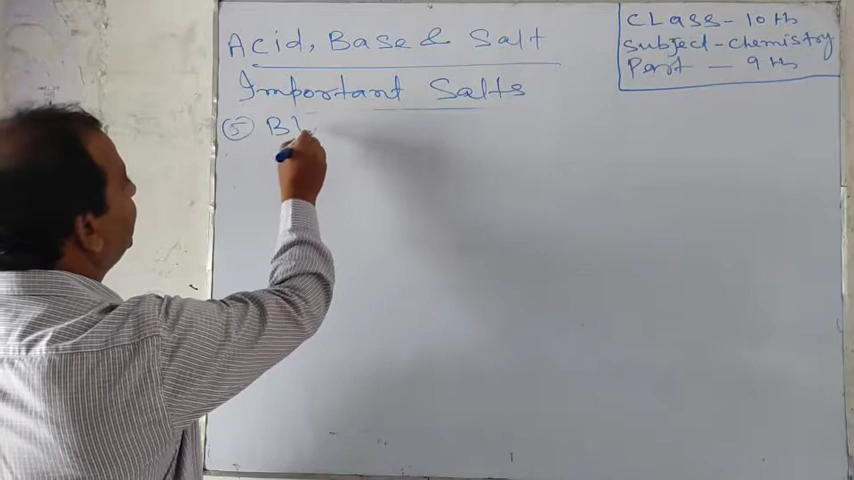 Acid, Base & Salt
Important Salts
⑤ Bl
CLass - 10th
Subject - Chemistry
Part - 9th